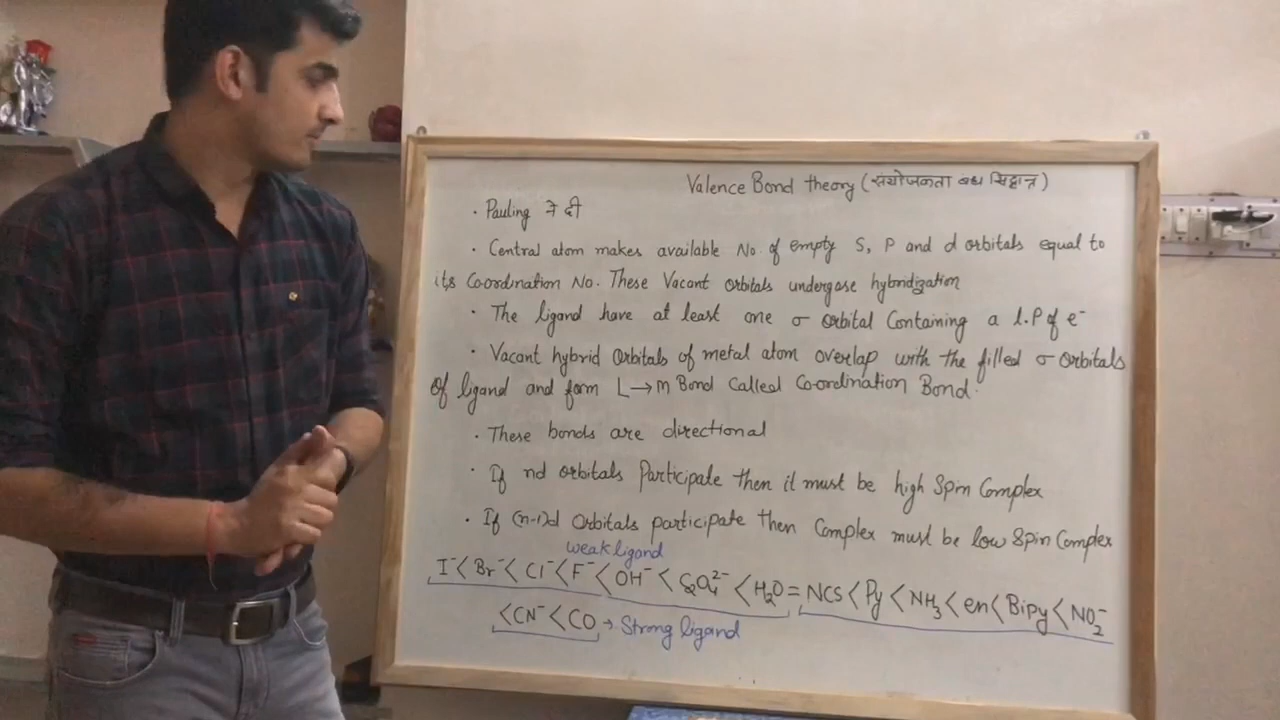 Valence Bond theory (संयोजकता बंध सिद्धान्त)
· Pauling ने दी
· Central atom makes available No. of empty S, P and d orbitals equal to
its Coordination No. These Vacant orbitals undergose hybridization
· The ligand have at least one σ orbital Containing a l.P of e⁻
· Vacant hybrid orbitals of metal atom overlap with the filled σ orbitals
of ligand and form L→m Bond Called Co-ordination Bond.
· These bonds are directional
· If nd orbitals Participate then it must be high Spin Complex
· If (n-1)d Orbitals participate then Complex must be low Spin Complex
weak ligand
I⁻< Br⁻< Cl⁻< F⁻< OH⁻ < C₂O₄²⁻ < H₂O = NCS < Py < NH₃ < en < Bipy < NO₂⁻
< CN⁻ < CO → Strong ligand